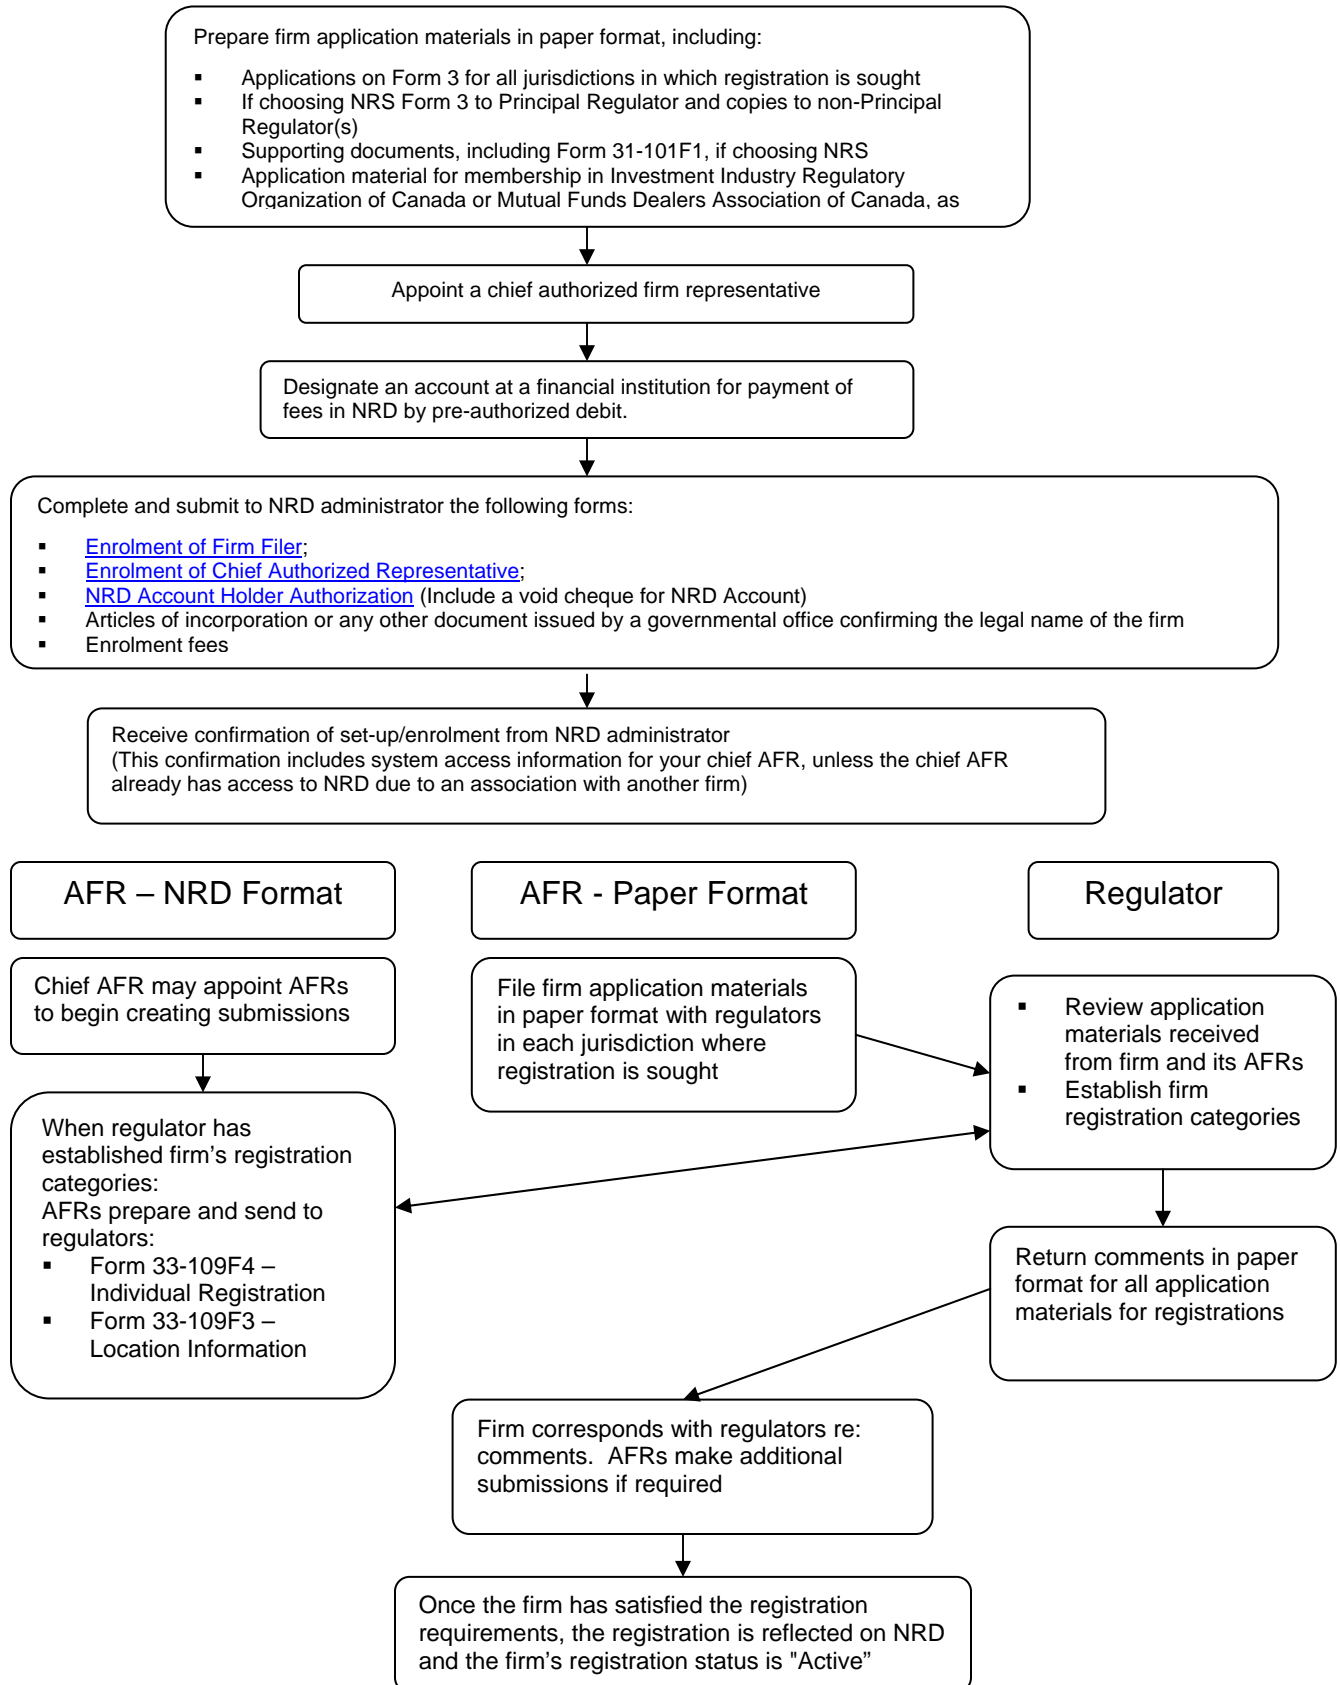 Prepare firm application materials in paper format, including:
▪ Applications on Form 3 for all jurisdictions in which registration is sought
▪ If choosing NRS Form 3 to Principal Regulator and copies to non-Principal
Regulator(s)
▪ Supporting documents, including Form 31-101F1, if choosing NRS
▪ Application material for membership in Investment Industry Regulatory
Organization of Canada or Mutual Funds Dealers Association of Canada, as
Appoint a chief authorized firm representative
Designate an account at a financial institution for payment of
fees in NRD by pre-authorized debit.
Complete and submit to NRD administrator the following forms:
▪ Enrolment of Firm Filer;
▪ Enrolment of Chief Authorized Representative;
▪ NRD Account Holder Authorization (Include a void cheque for NRD Account)
▪ Articles of incorporation or any other document issued by a governmental office confirming the legal name of the firm
▪ Enrolment fees
Receive confirmation of set-up/enrolment from NRD administrator
(This confirmation includes system access information for your chief AFR, unless the chief AFR
already has access to NRD due to an association with another firm)
AFR – NRD Format
AFR - Paper Format
Regulator
Chief AFR may appoint AFRs
to begin creating submissions
File firm application materials
in paper format with regulators
in each jurisdiction where
registration is sought
▪ Review application
materials received
from firm and its AFRs
▪ Establish firm
registration categories
When regulator has
established firm’s registration
categories:
AFRs prepare and send to
regulators:
▪ Form 33-109F4 –
Individual Registration
▪ Form 33-109F3 –
Location Information
Return comments in paper
format for all application
materials for registrations
Firm corresponds with regulators re:
comments.  AFRs make additional
submissions if required
Once the firm has satisfied the registration
requirements, the registration is reflected on NRD
and the firm’s registration status is "Active”